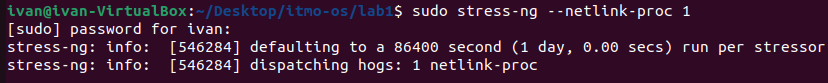 ivan@ivan-VirtualBox:~/Desktop/itmo-os/lab1$ sudo stress-ng --netlink-proc 1
[sudo] password for ivan:
stress-ng: info:  [546284] defaulting to a 86400 second (1 day, 0.00 secs) run per stressor
stress-ng: info:  [546284] dispatching hogs: 1 netlink-proc